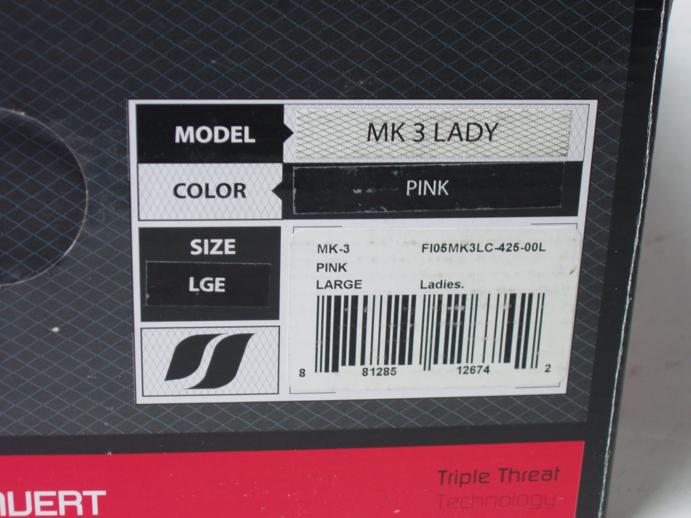 MODEL MK 3 LADY
COLOR PINK
SIZE
LGE
MK-3 FI05MK3LC-425-00L
PINK
LARGE Ladies.
8 81285 12674 2
Triple Threat
Technology